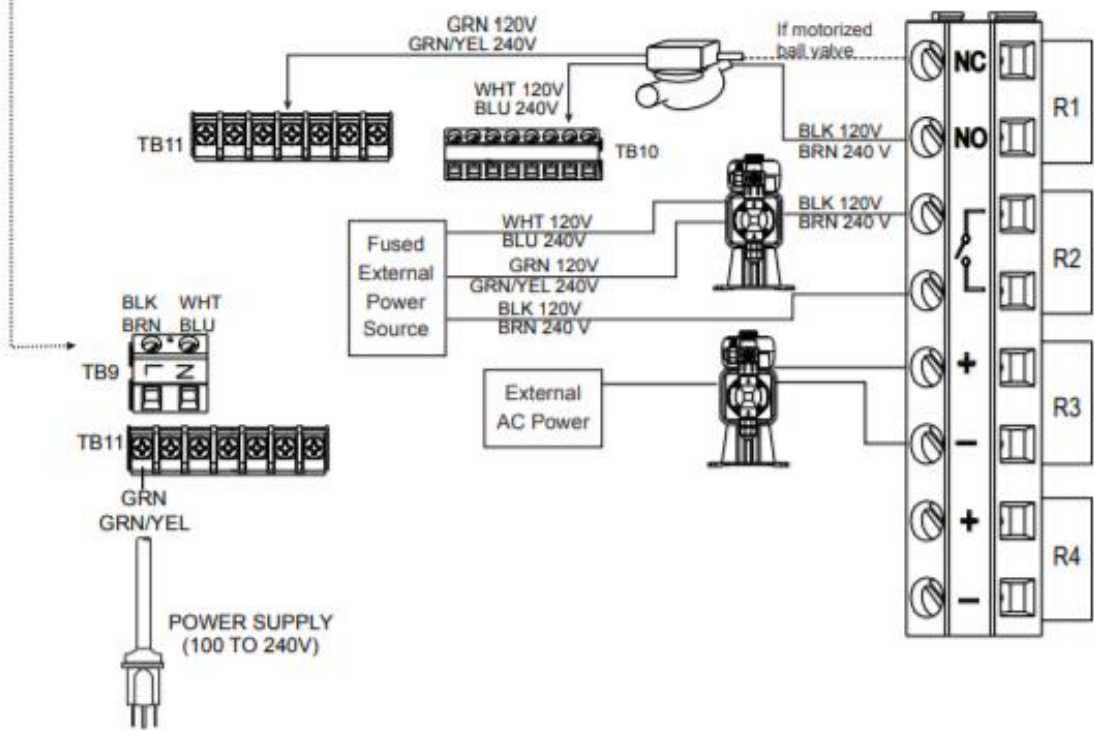 GRN 120V
GRN/YEL 240V
If motorized
ball valve
WHT 120V
BLU 240V
TB11
TB10
BLK 120V
BRN 240 V
NC
NO
R1
WHT 120V
BLU 240V
GRN 120V
GRN/YEL 240V
BLK 120V
BRN 240 V
BLK 120V
BRN 240 V
Fused
External
Power
Source
R2
BLK WHT
BRN BLU
TB9
L N
TB11
GRN
GRN/YEL
External
AC Power
+
−
R3
+
−
R4
POWER SUPPLY
(100 TO 240V)